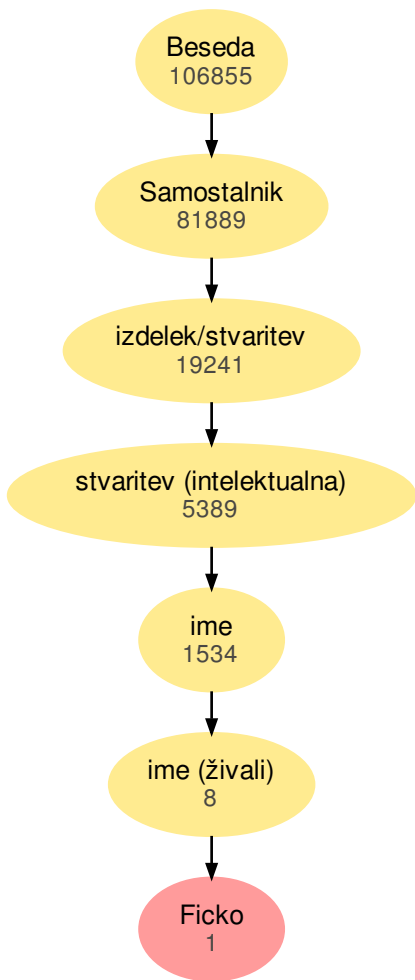 Beseda
106855
Samostalnik
81889
izdelek/stvaritev
19241
stvaritev (intelektualna)
5389
ime
1534
ime (živali)
8
Ficko
1